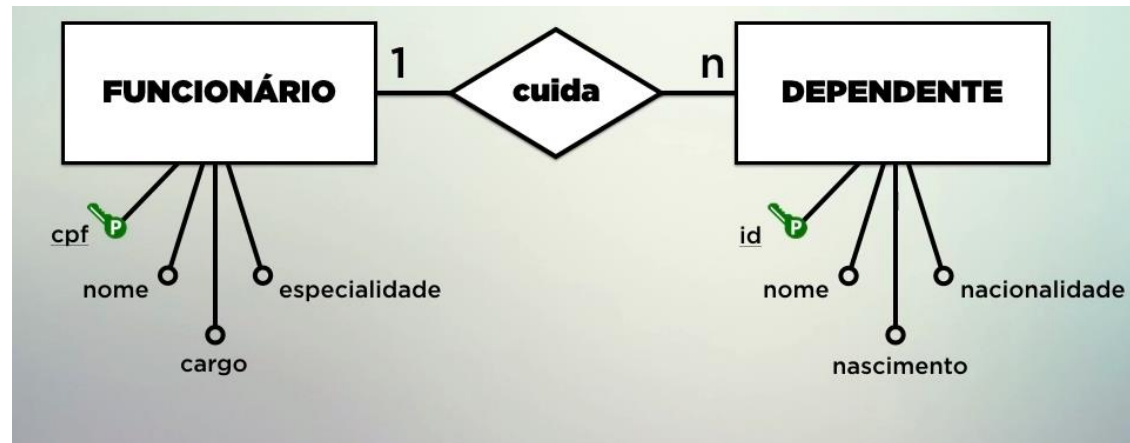 FUNCIONÁRIO
1
cuida
n
DEPENDENTE
cpf
P
nome
cargo
especialidade
id
P
nome
nascimento
nacionalidade